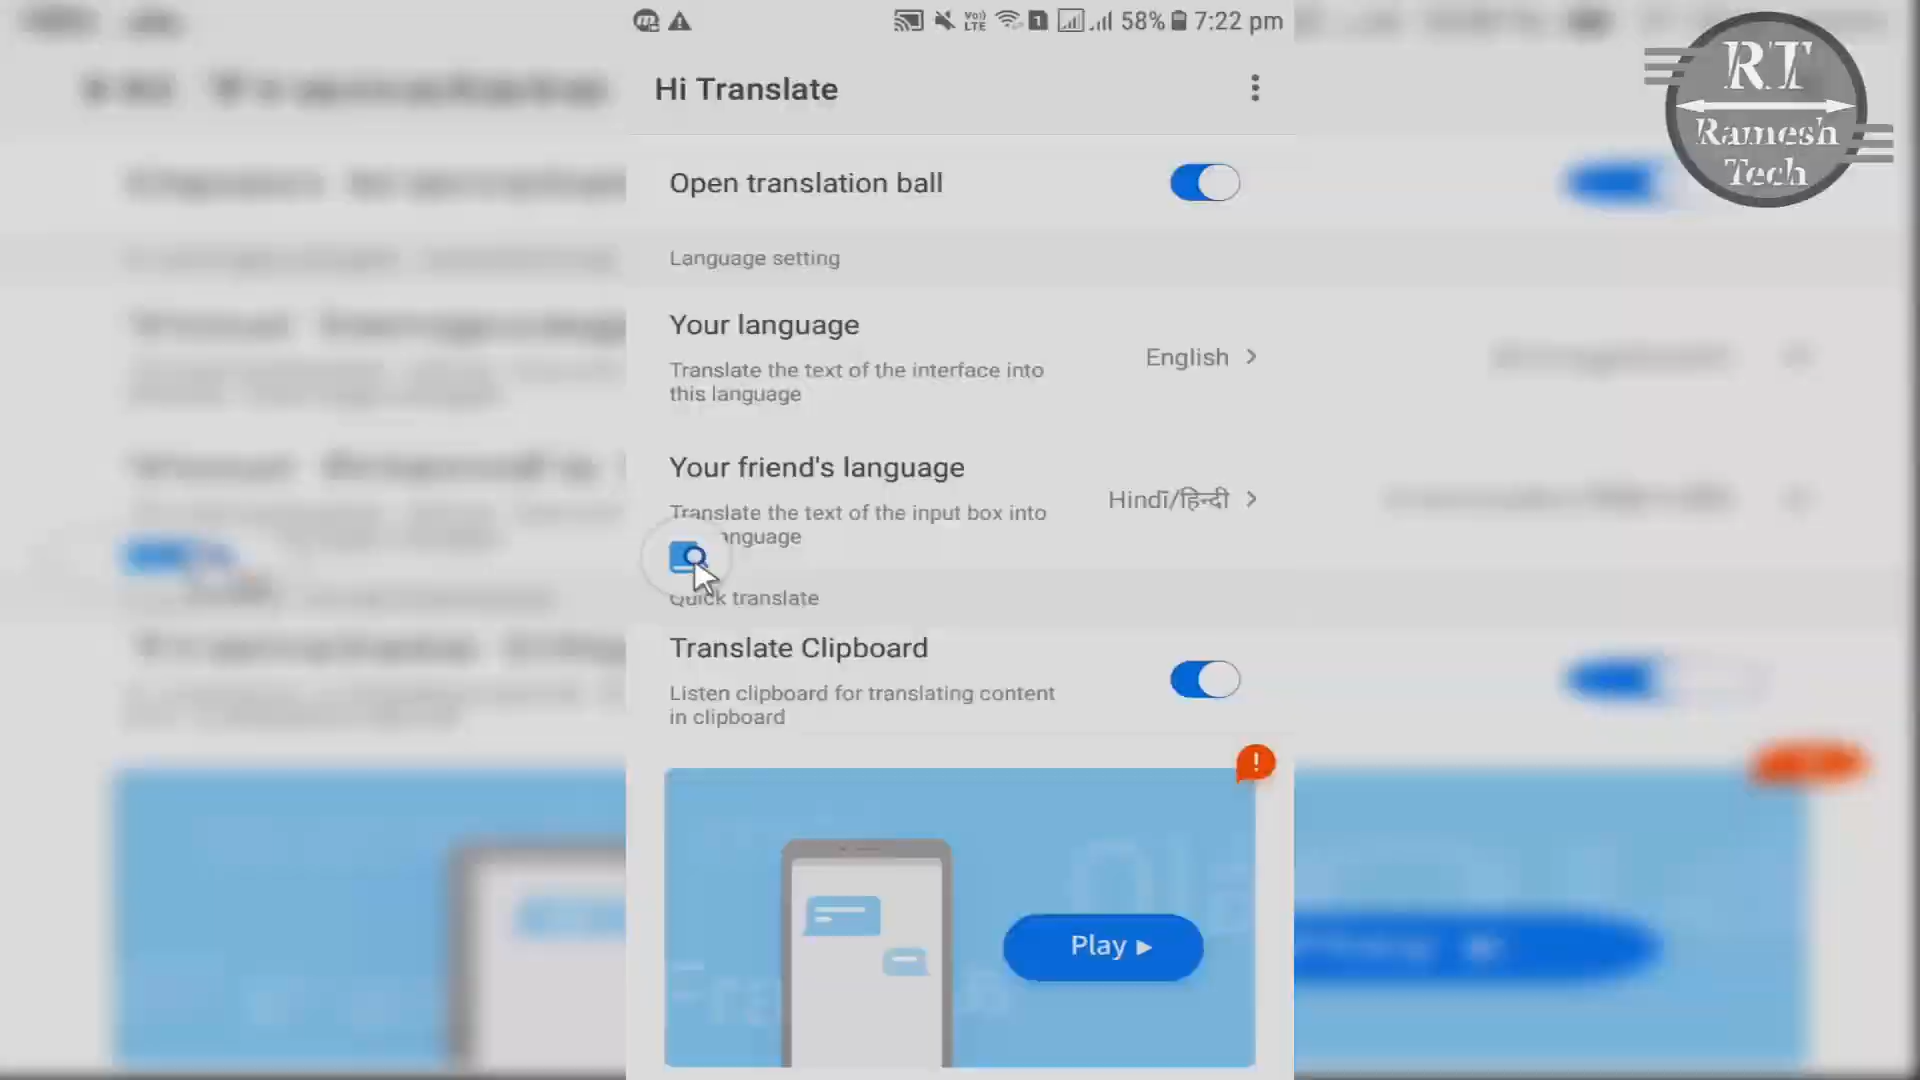 58% 7:22 pm
Hi Translate
Open translation ball
Language setting
Your language
Translate the text of the interface into
this language
English
Your friend's language
Translate the text of the input box into
anguage
Hindī/हिन्दी
Quick translate
Translate Clipboard
Listen clipboard for translating content
in clipboard
Play
RT
Ramesh
Tech